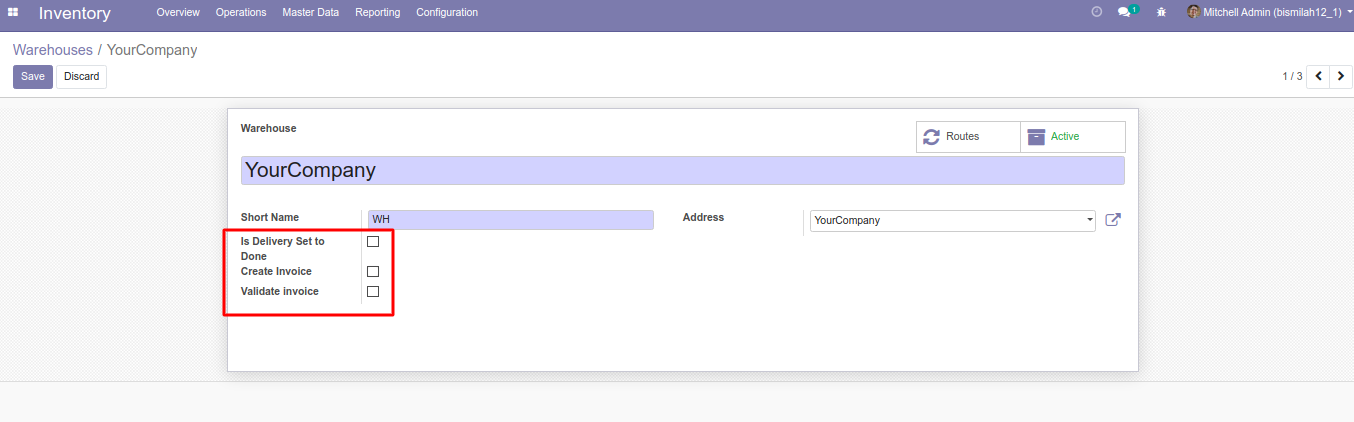 Inventory Overview Operations Master Data Reporting Configuration 1 Mitchell Admin (bismilah12_1)
Warehouses / YourCompany
Save Discard 1 / 3
Warehouse
Routes Active
YourCompany
Short Name WH Address YourCompany
Is Delivery Set to
Done
Create Invoice
Validate invoice